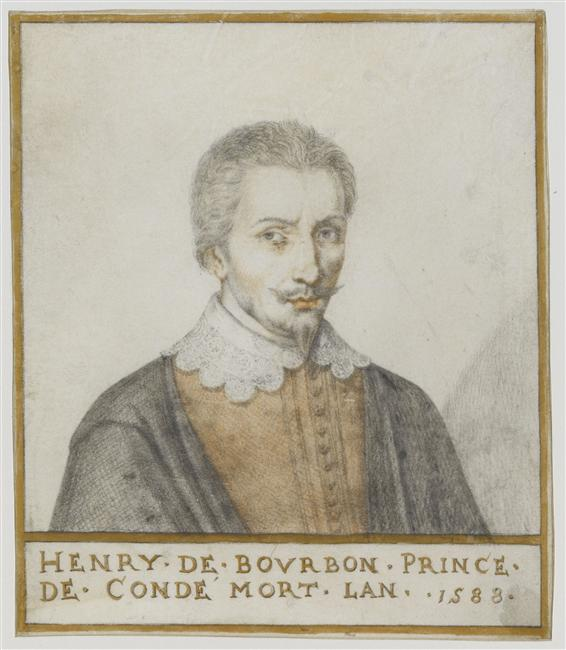 HENRY · DE · BOVRBON · PRINCE ·
DE · CONDÉ MORT · LAN · · 1588 ·